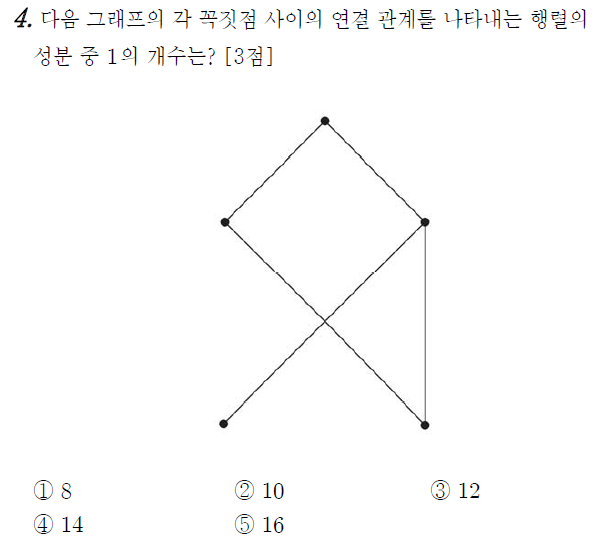 4. 다음 그래프의 각 꼭짓점 사이의 연결 관계를 나타내는 행렬의
성분 중 1의 개수는? [3점]
① 8 ② 10 ③ 12
④ 14 ⑤ 16